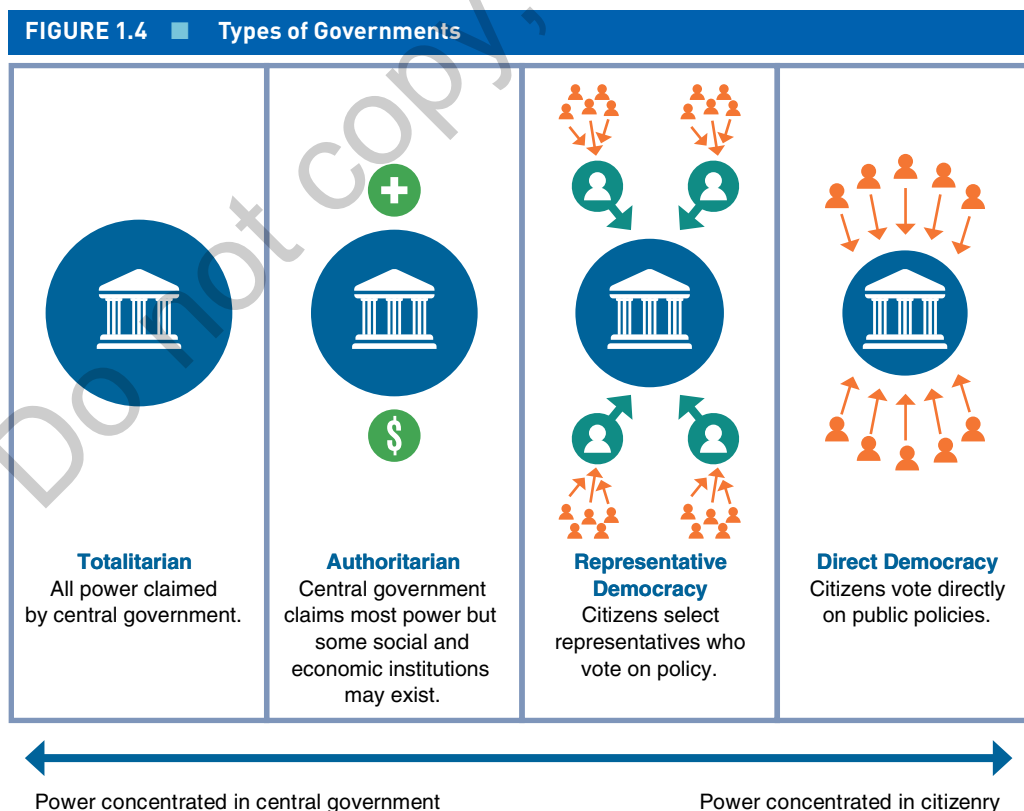 FIGURE 1.4 Types of Governments
Do not copy,
$
Totalitarian
All power claimed
by central government.
Authoritarian
Central government
claims most power but
some social and
economic institutions
may exist.
Representative
Democracy
Citizens select
representatives who
vote on policy.
Direct Democracy
Citizens vote directly
on public policies.
Power concentrated in central government
Power concentrated in citizenry